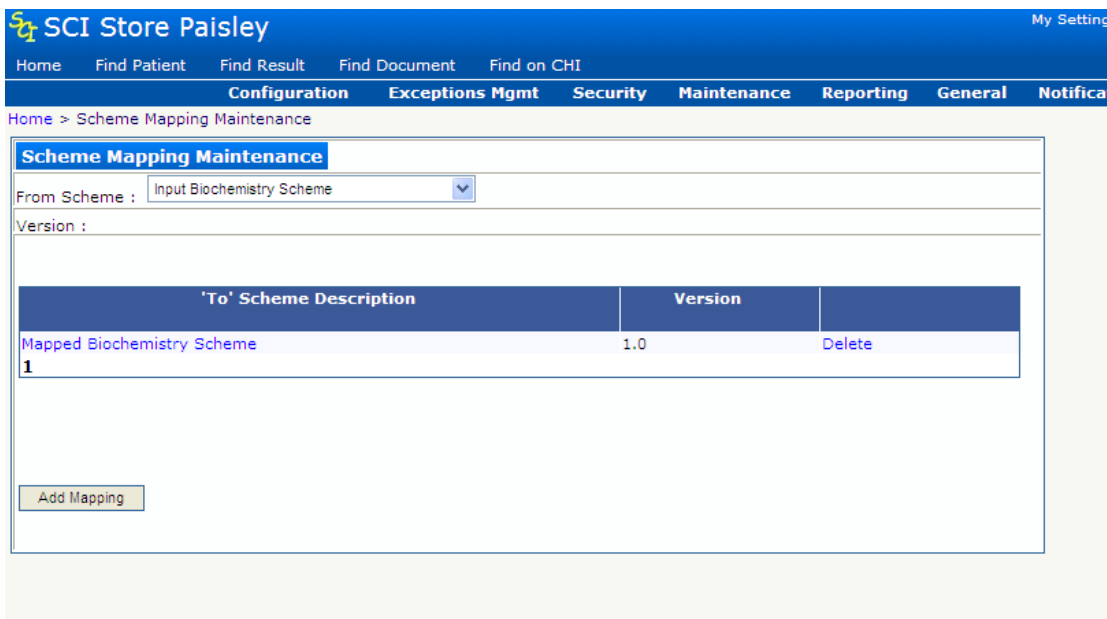 SCI SCI Store Paisley
My Setting
Home Find Patient Find Result Find Document Find on CHI
Configuration Exceptions Mgmt Security Maintenance Reporting General Notifica
Home > Scheme Mapping Maintenance
Scheme Mapping Maintenance
From Scheme : Input Biochemistry Scheme
Version :
'To' Scheme Description Version
Mapped Biochemistry Scheme 1.0 Delete
1
Add Mapping